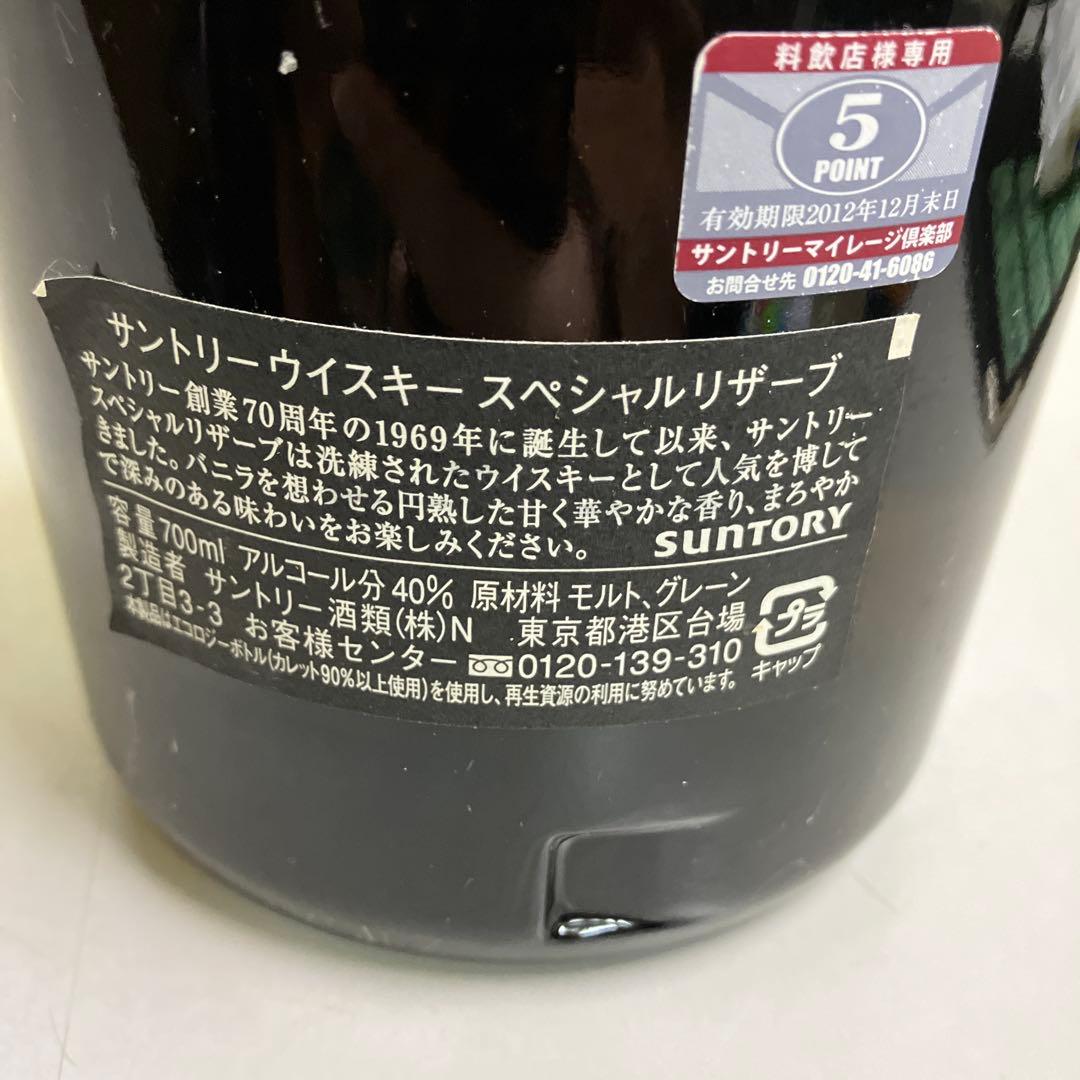 料飲店様専用
5
POINT
有効期限2012年12月末日
サントリーマイレージ倶楽部
お問合せ先 0120-41-6086
サントリーウイスキー スペシャルリザーブ
サントリー創業70周年の1969年に誕生して以来、サントリー
スペシャルリザーブは洗練されたウイスキーとして人気を博して
きました。バニラを想わせる円熟した甘く華やかな香り、まろやか
で深みのある味わいをお楽しみください。
SUNTORY
容量700ml アルコール分40% 原材料 モルト、グレーン
製造者 サントリー酒類(株)N 東京都港区台場
2丁目3-3 お客様センター 0120-139-310
本製品はエコロジーボトル(カレット90%以上使用)を使用し、再生資源の利用に努めています。
プラ
キャップ